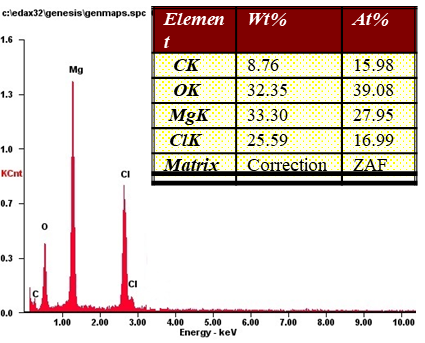 c:\edax32\genesis\genmaps.spc
Elemen
t
Wt%
At%
CK
8.76
15.98
OK
32.35
39.08
MgK
33.30
27.95
ClK
25.59
16.99
Matrix
Correction
ZAF
1.6
1.3
1.0
KCnt
0.7
0.3
0.0
Mg
Cl
O
Cl
C
1.00 2.00 3.00 4.00 5.00 6.00 7.00 8.00 9.00 10.00
Energy - keV